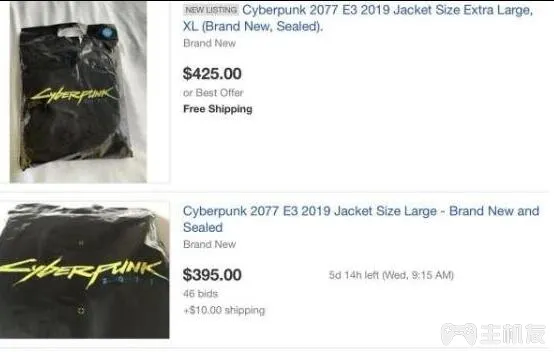 NEW LISTING Cyberpunk 2077 E3 2019 Jacket Size Extra Large,
XL (Brand New, Sealed).
Brand New
$425.00
or Best Offer
Free Shipping
CYBERPUNK
Cyberpunk 2077 E3 2019 Jacket Size Large - Brand New and
Sealed
Brand New
$395.00
5d 14h left (Wed, 9:15 AM)
46 bids
+$10.00 shipping
CYBERPUNK
2077
主机友